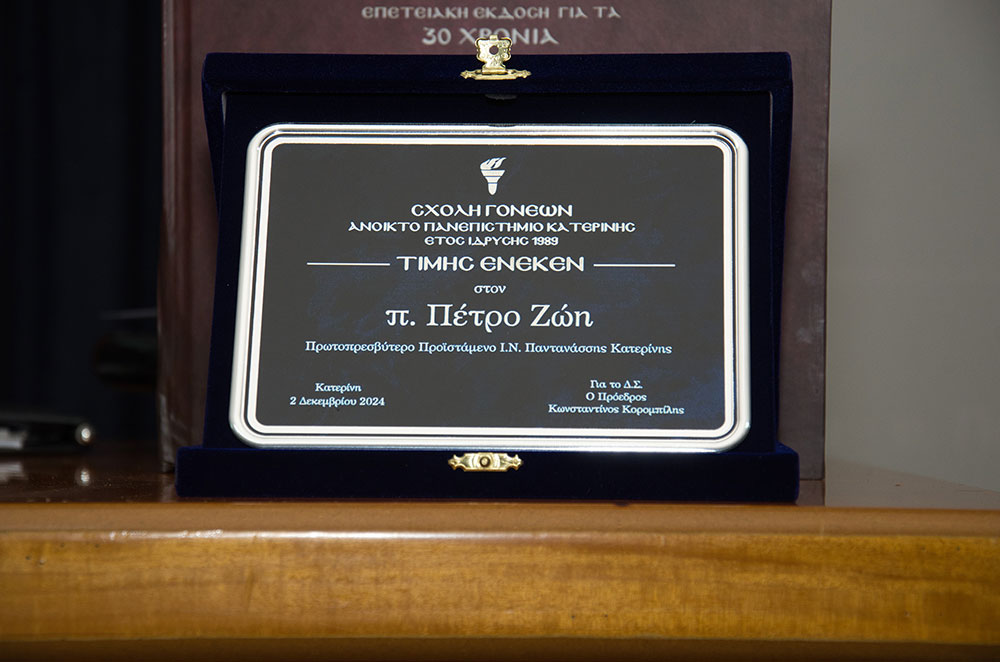 ΕΠΕΤΕΙΑΚΗ ΕΚΔΟΣΗ ΓΙΑ ΤΑ
30 ΧΡΟΝΙΑ
ΣΧΟΛΗ ΓΟΝΕΩΝ
ΑΝΟΙΚΤΟ ΠΑΝΕΠΙΣΤΗΜΙΟ ΚΑΤΕΡΙΝΗΣ
ΕΤΟΣ ΙΔΡΥΣΗΣ 1989
ΤΙΜΗΣ ΕΝΕΚΕΝ
στον
π. Πέτρο Ζώη
Πρωτοπρεσβύτερο Προϊστάμενο Ι.Ν. Παντανάσσης Κατερίνης
Κατερίνη
2 Δεκεμβρίου 2024
Για το Δ.Σ.
Ο Πρόεδρος
Κωνσταντίνος Κορομπίλης